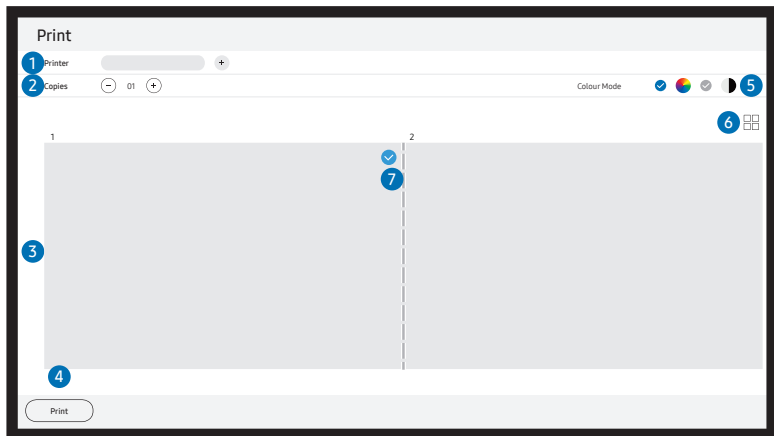 Print
1 Printer +
2 Copies − 01 + Colour Mode 5
6
1 2
7
3
4
Print